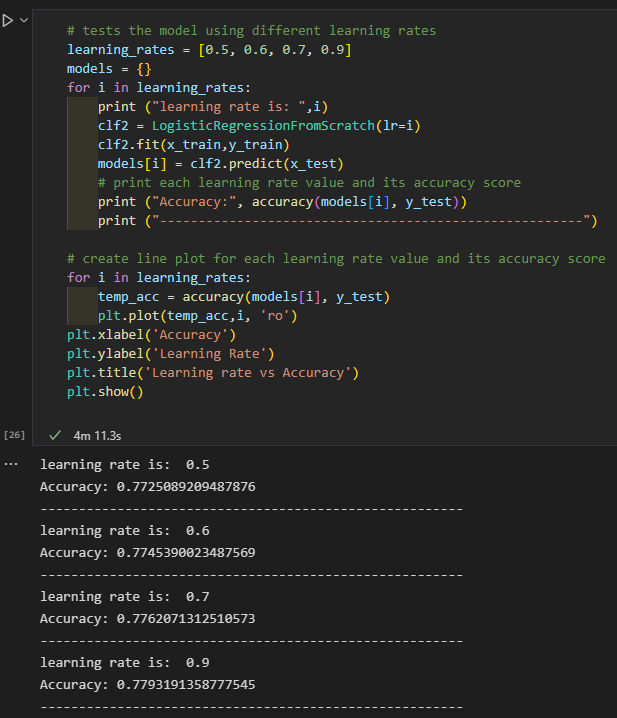 # tests the model using different learning rates
learning_rates = [0.5, 0.6, 0.7, 0.9]
models = {}
for i in learning_rates:
    print ("learning rate is: ",i)
    clf2 = LogisticRegressionFromScratch(lr=i)
    clf2.fit(x_train,y_train)
    models[i] = clf2.predict(x_test)
    # print each learning rate value and its accuracy score
    print ("Accuracy:", accuracy(models[i], y_test))
    print ("-------------------------------------------------------")

# create line plot for each learning rate value and its accuracy score
for i in learning_rates:
    temp_acc = accuracy(models[i], y_test)
    plt.plot(temp_acc,i, 'ro')
plt.xlabel('Accuracy')
plt.ylabel('Learning Rate')
plt.title('Learning rate vs Accuracy')
plt.show()
[26] ✓ 4m 11.3s
... learning rate is:  0.5
Accuracy: 0.7725089209487876
-------------------------------------------------------
learning rate is:  0.6
Accuracy: 0.7745390023487569
-------------------------------------------------------
learning rate is:  0.7
Accuracy: 0.7762071312510573
-------------------------------------------------------
learning rate is:  0.9
Accuracy: 0.7793191358777545
-------------------------------------------------------